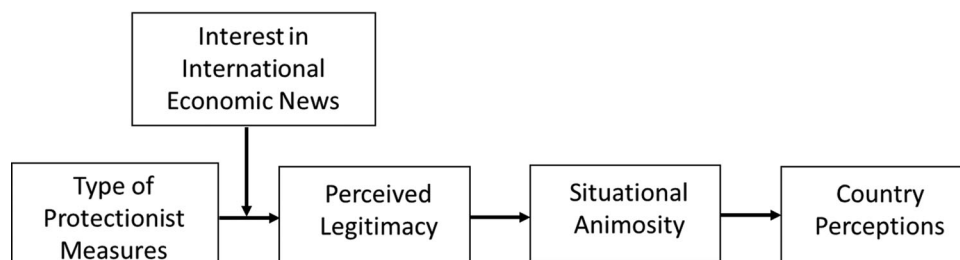 Interest in
International
Economic News
Type of
Protectionist
Measures
Perceived
Legitimacy
Situational
Animosity
Country
Perceptions